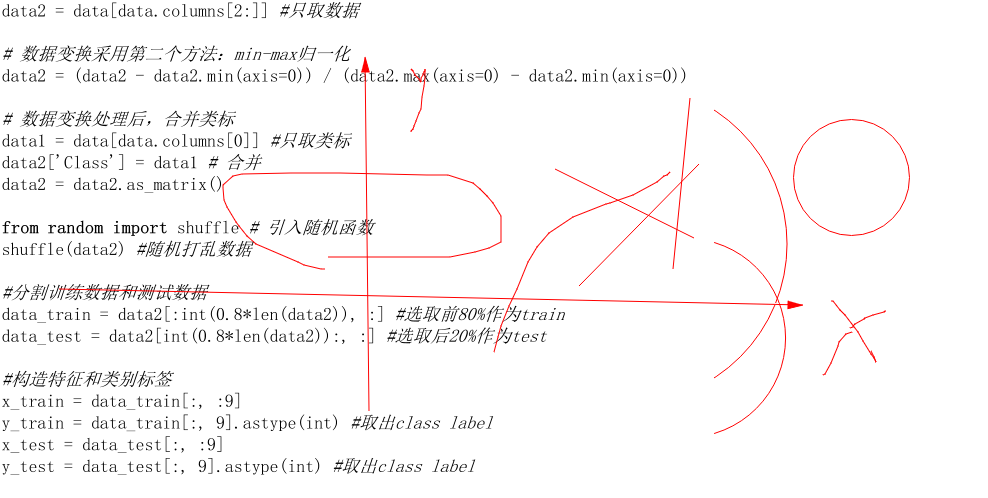 data2 = data[data.columns[2:]] #只取数据
# 数据变换采用第二个方法：min-max归一化
data2 = (data2 - data2.min(axis=0)) / (data2.max(axis=0) - data2.min(axis=0))
y
# 数据变换处理后，合并类标
data1 = data[data.columns[0]] #只取类标
data2['Class'] = data1 # 合并
data2 = data2.as_matrix()
from random import shuffle # 引入随机函数
shuffle(data2) #随机打乱数据
#分割训练数据和测试数据
data_train = data2[:int(0.8*len(data2)), :] #选取前80%作为train
data_test = data2[int(0.8*len(data2)):, :] #选取后20%作为test
x
#构造特征和类别标签
x_train = data_train[:, :9]
y_train = data_train[:, 9].astype(int) #取出class label
x_test = data_test[:, :9]
y_test = data_test[:, 9].astype(int) #取出class label